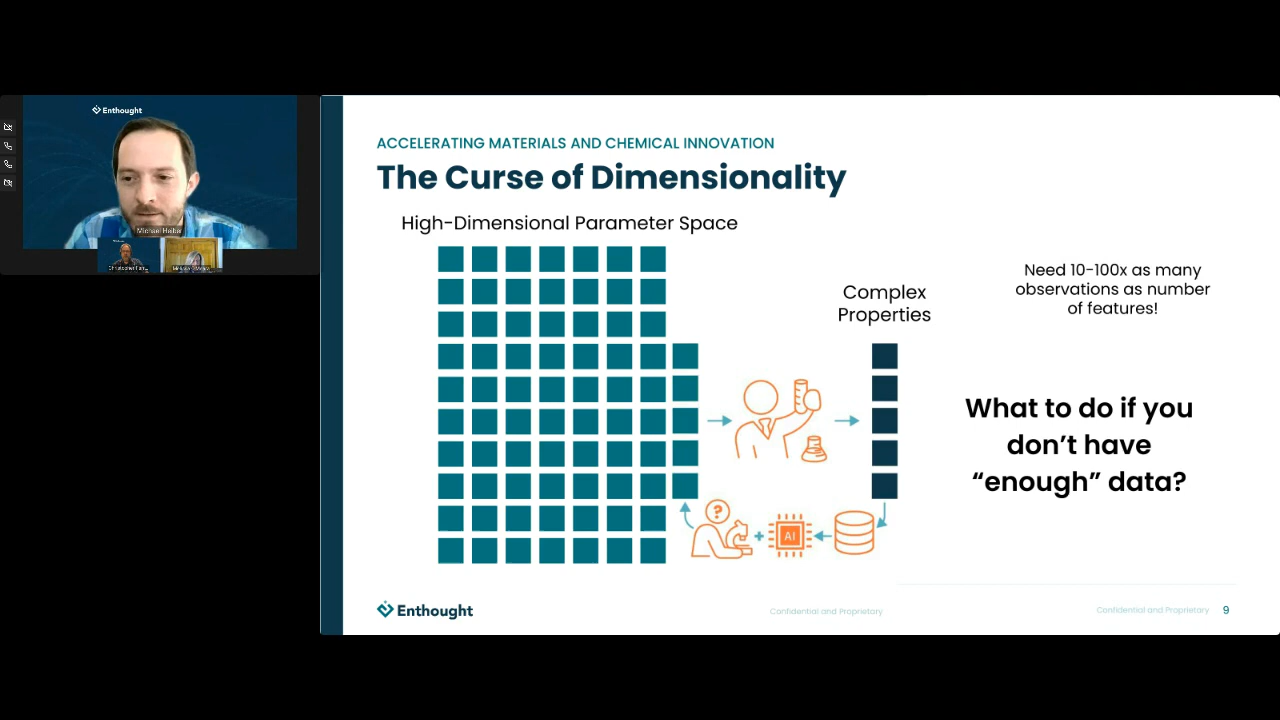 Enthought
Michael Heiber
ACCELERATING MATERIALS AND CHEMICAL INNOVATION
The Curse of Dimensionality
High-Dimensional Parameter Space
Complex
Properties
Need 10-100x as many
observations as number
of features!
What to do if you
don't have
“enough” data?
?
AI
Enthought
Confidential and Proprietary
Confidential and Proprietary
9